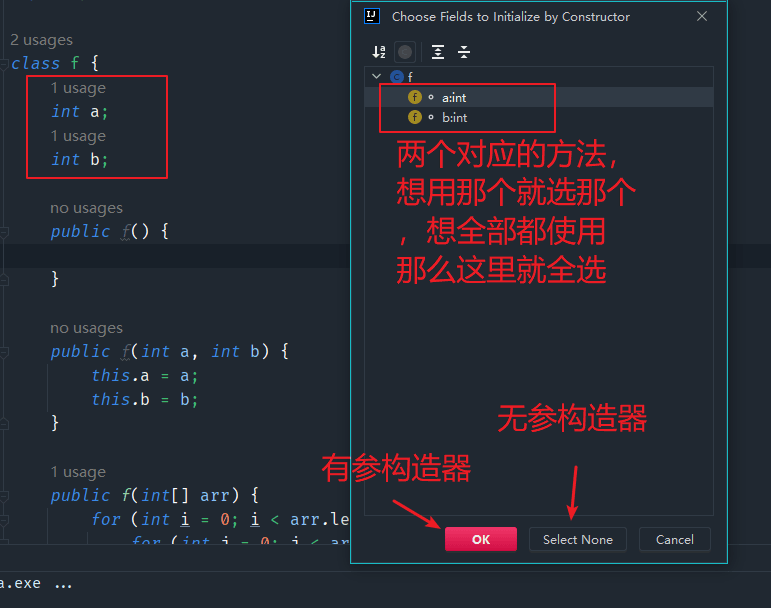 2 usages
class f {
1 usage
int a;
1 usage
int b;
no usages
public f() {
}
no usages
public f(int a, int b) {
this.a = a;
this.b = b;
}
1 usage
public f(int[] arr) {
for (int i = 0; i < arr.le
for (int j = 0; j < ar
a.exe ...
Choose Fields to Initialize by Constructor
f
a:int
b:int
两个对应的方法，
想用那个就选那个
，想全部都使用
那么这里就全选
无参构造器
有参构造器
OK
Select None
Cancel